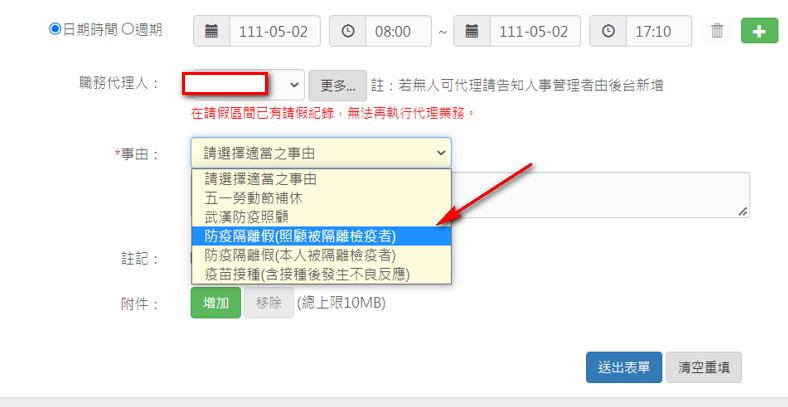 日期時間 週期 111-05-02 08:00 ~ 111-05-02 17:10
職務代理人： 更多... 註：若無人可代理請告知人事管理者由後台新增
在請假區間已有請假紀錄，無法再執行代理業務。
*事由： 請選擇適當之事由
請選擇適當之事由
五一勞動節補休
武漢防疫照顧
防疫隔離假(照顧被隔離檢疫者)
防疫隔離假(本人被隔離檢疫者)
註記：
疫苗接種(含接種後發生不良反應)
附件： 增加 移除 (總上限10MB)
送出表單 清空重填